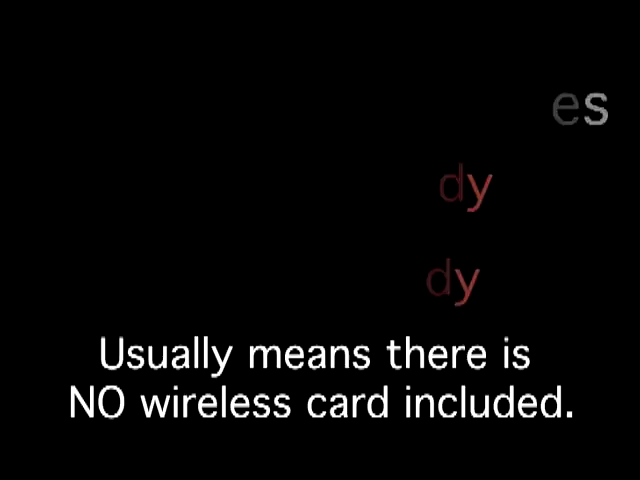 es
dy
dy
Usually means there is
NO wireless card included.